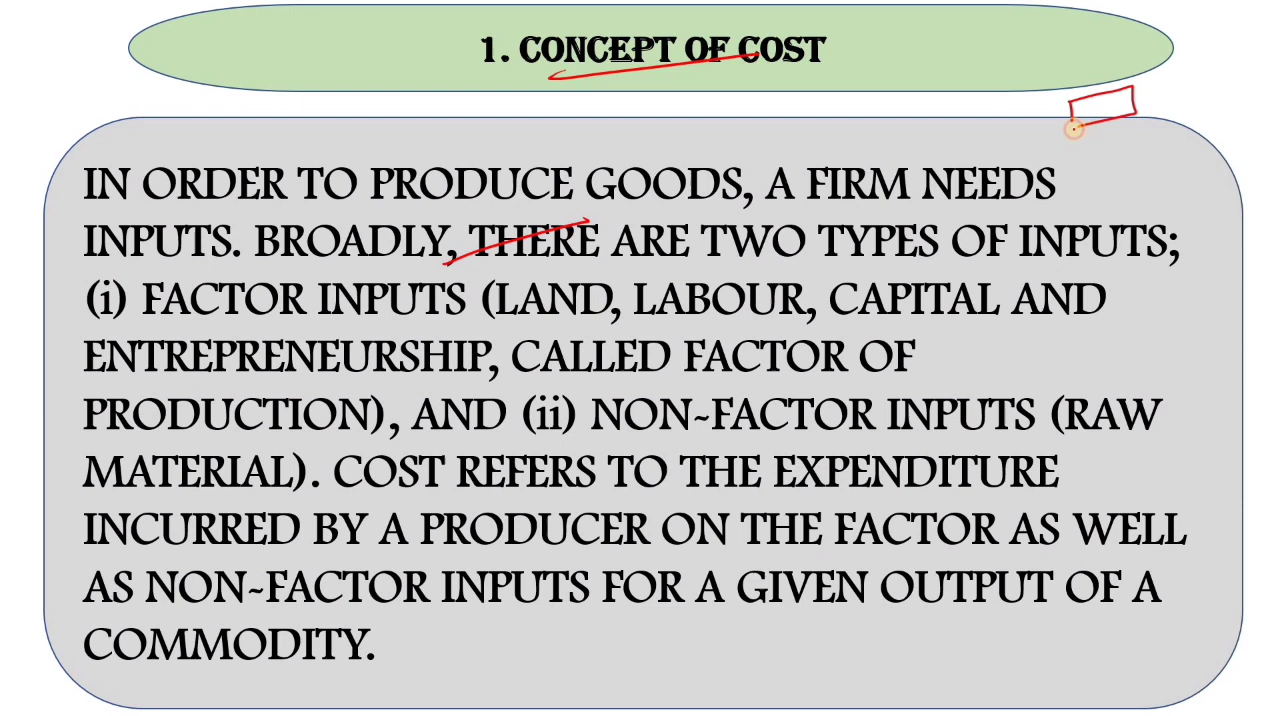 1. CONCEPT OF COST
IN ORDER TO PRODUCE GOODS, A FIRM NEEDS
INPUTS. BROADLY, THERE ARE TWO TYPES OF INPUTS;
(i) FACTOR INPUTS (LAND, LABOUR, CAPITAL AND
ENTREPRENEURSHIP, CALLED FACTOR OF
PRODUCTION), AND (ii) NON-FACTOR INPUTS (RAW
MATERIAL). COST REFERS TO THE EXPENDITURE
INCURRED BY A PRODUCER ON THE FACTOR AS WELL
AS NON-FACTOR INPUTS FOR A GIVEN OUTPUT OF A
COMMODITY.